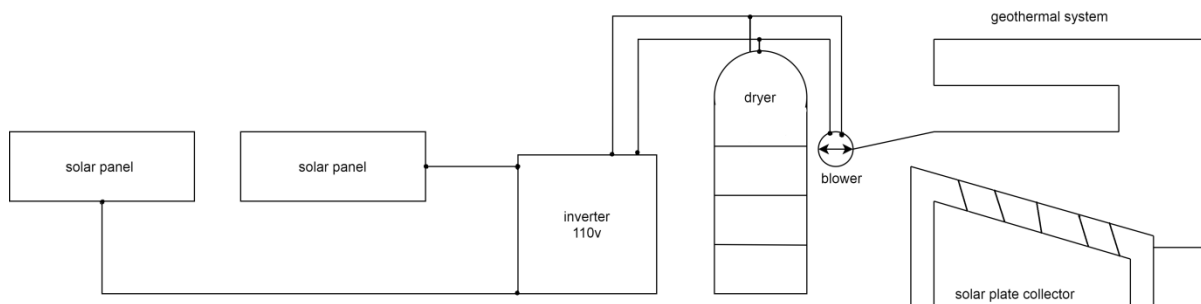 geothermal system
dryer
solar panel
solar panel
blower
inverter
110v
solar plate collector